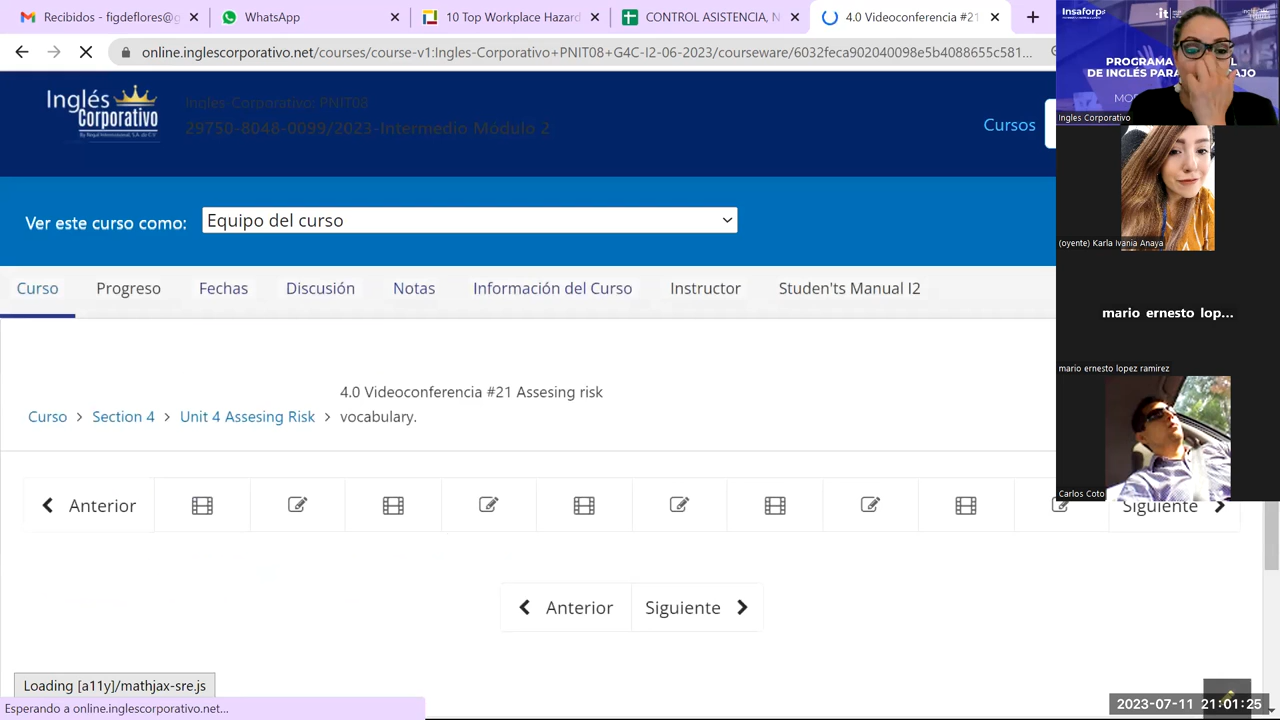 Recibidos - figdeflores@g
WhatsApp
10 Top Workplace Haza
CONTROL ASISTENCIA, N
4.0 Videoconferencia #21
online.inglescorporativo.net/courses/course-v1:Ingles-Corporativo+PNIT08+G4C-I2-06-2023/courseware/6032feca902040098e5b4088655c581...
Inglés
Corporativo
Ingles-Corporativo: PNIT08
29750-8048-0099/2023-Intermedio Módulo 2
Cursos
Ver este curso como:
Equipo del curso
Curso
Progreso
Fechas
Discusión
Notas
Información del Curso
Instructor
Studen'ts Manual I2
Curso > Section 4 > Unit 4 Assesing Risk >
4.0 Videoconferencia #21 Assesing risk
vocabulary.
Anterior
Siguiente
Anterior
Siguiente
Loading [a11y]/mathjax-sre.js
Esperando a online.inglescorporativo.net...
Insaforp
PROGRAMA
DE INGLÉS PARA
Ingles Corporativo
(oyente) Karla Ivania Anaya
mario ernesto lop...
mario ernesto lopez ramirez
Carlos Coto
2023-07-11 21:01:25